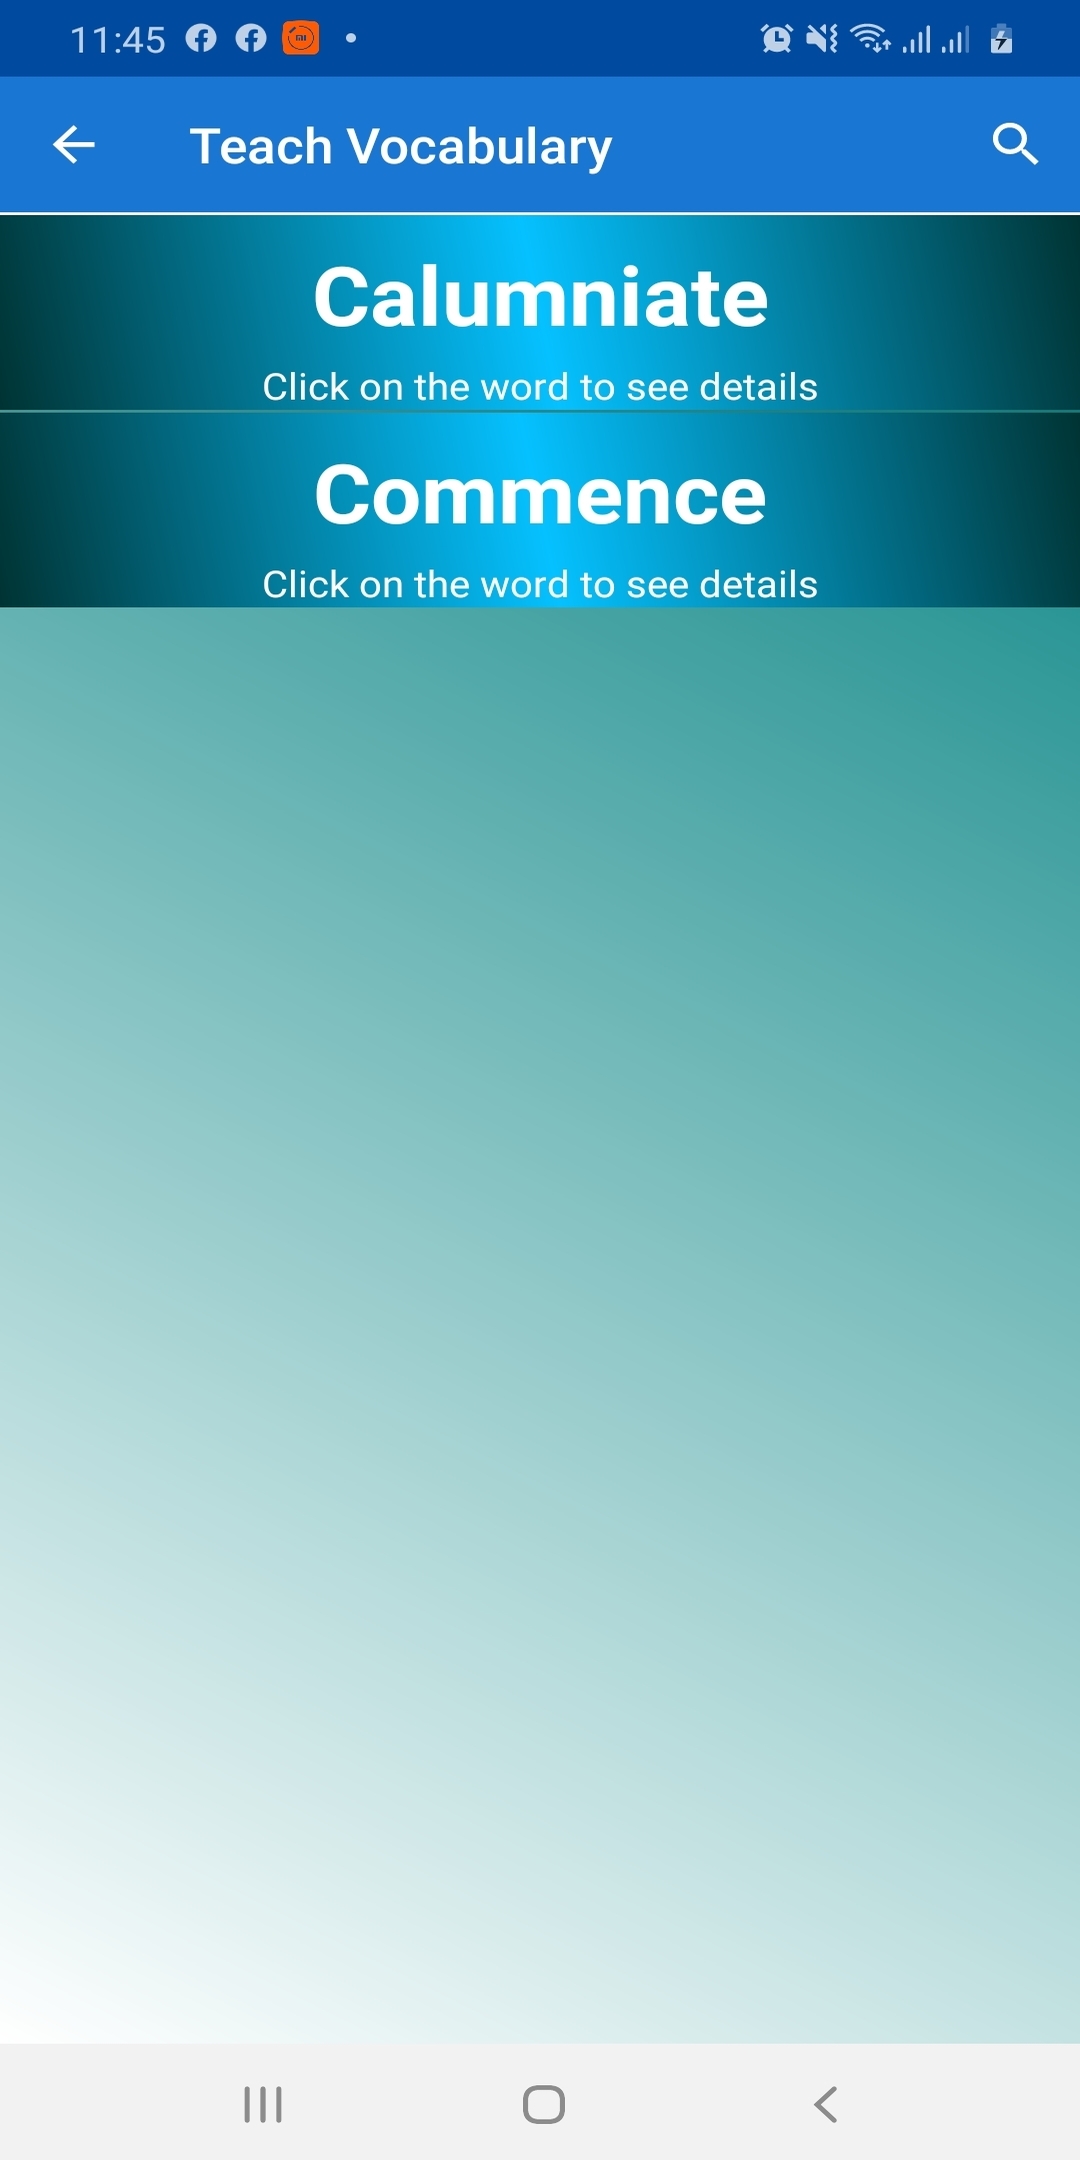 11:45
Teach Vocabulary
Calumniate
Click on the word to see details
Commence
Click on the word to see details